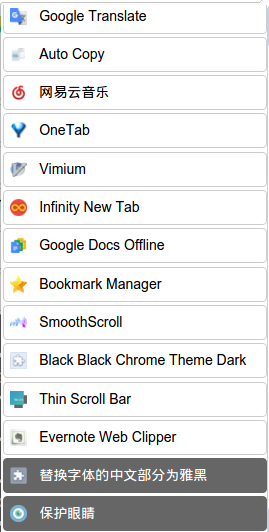 Google Translate
Auto Copy
网易云音乐
OneTab
Vimium
Infinity New Tab
Google Docs Offline
Bookmark Manager
SmoothScroll
Black Black Chrome Theme Dark
Thin Scroll Bar
Evernote Web Clipper
替换字体的中文部分为雅黑
保护眼睛